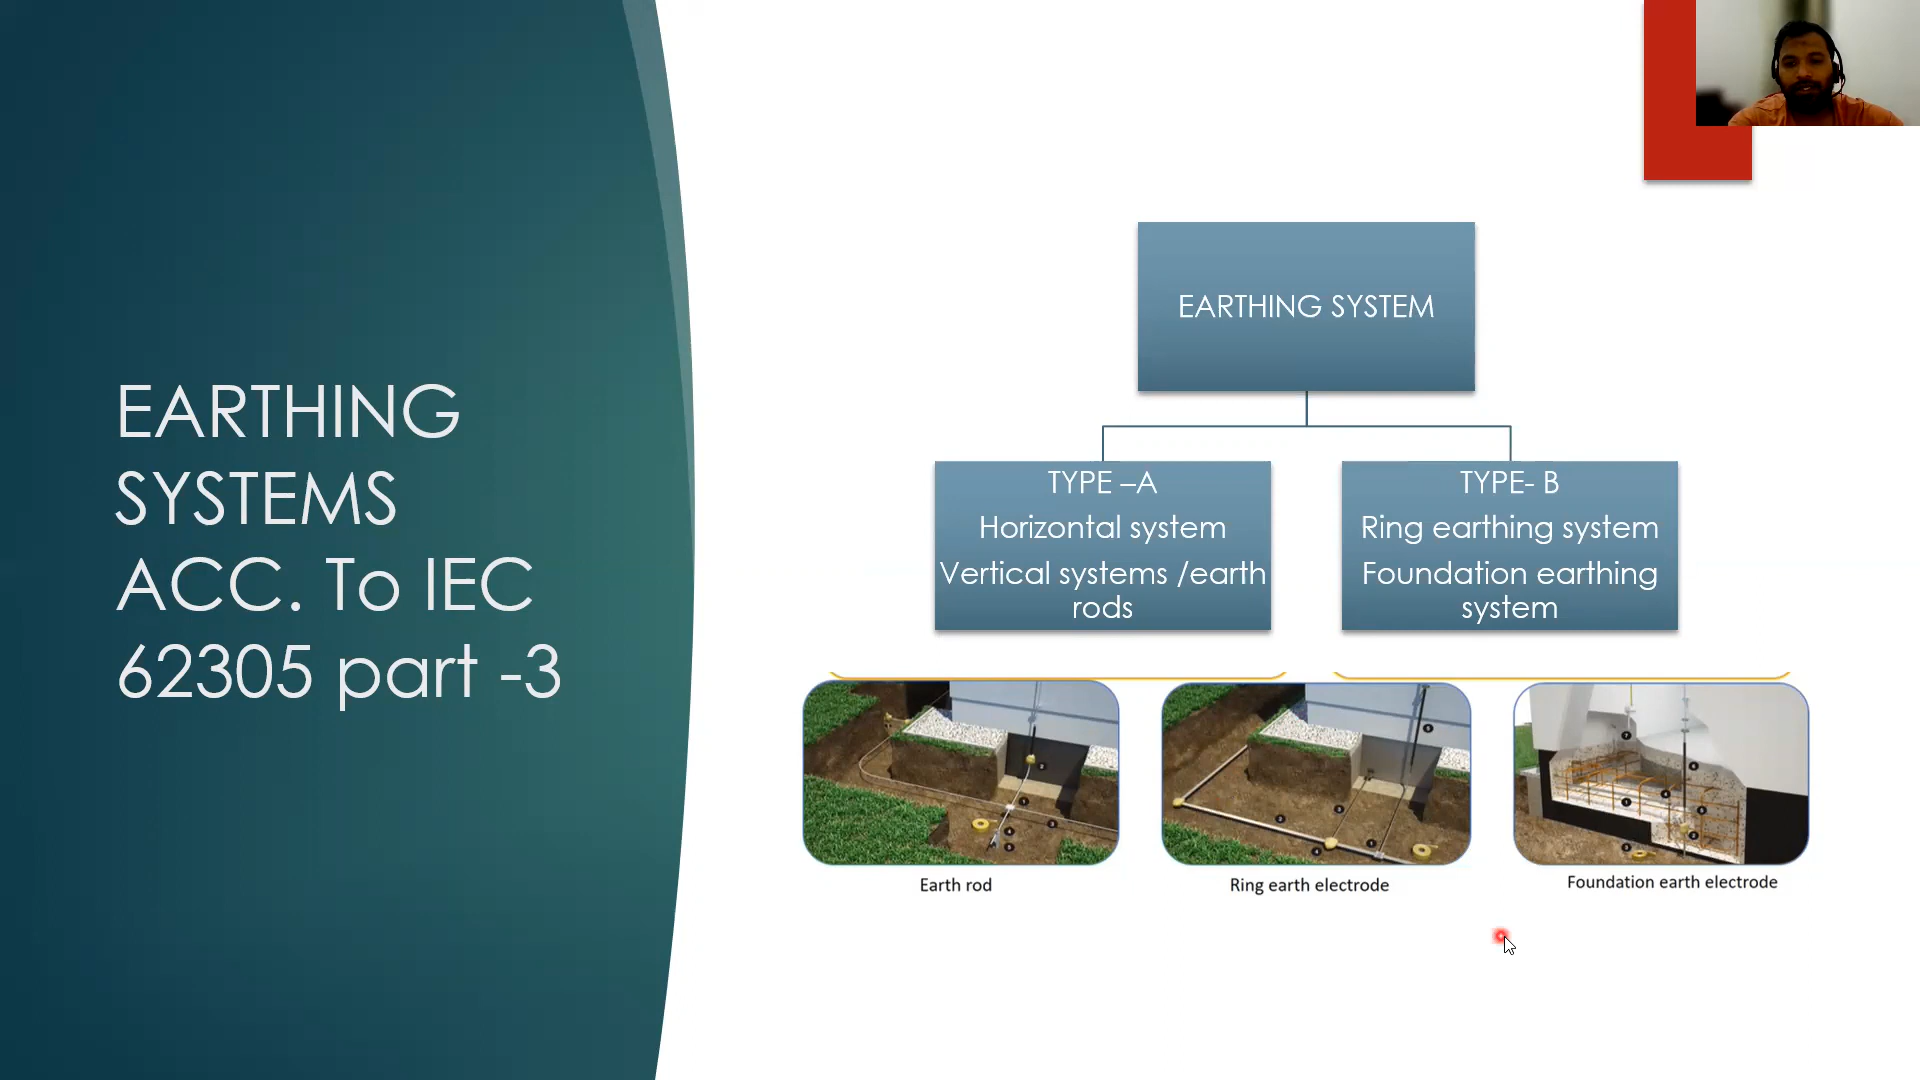 EARTHING
SYSTEMS
ACC. To IEC
62305 part -3
EARTHING SYSTEM
TYPE –A
Horizontal system
Vertical systems /earth
rods
TYPE- B
Ring earthing system
Foundation earthing
system
Earth rod
Ring earth electrode
Foundation earth electrode